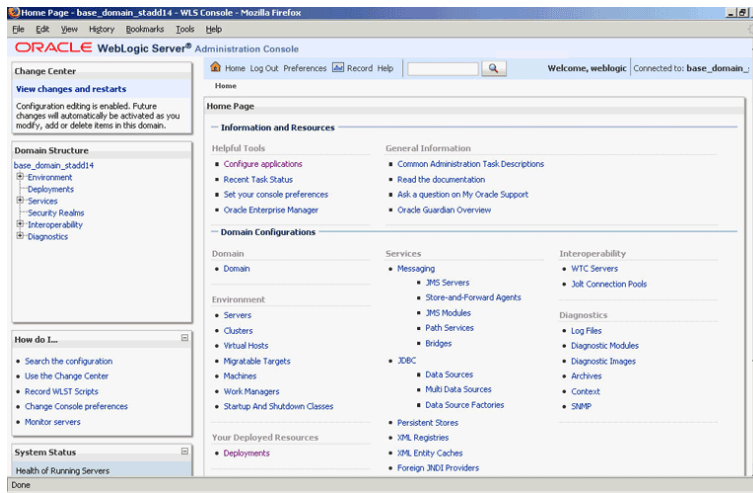 Home Page - base_domain_stadd14 - WLS Console - Mozilla Firefox
File Edit View History Bookmarks Tools Help
ORACLE WebLogic Server® Administration Console
Change Center
View changes and restarts
Configuration editing is enabled. Future
changes will automatically be activated as you
modify, add or delete items in this domain.
Domain Structure
base_domain_stadd14
Environment
Deployments
Services
Security Realms
Interoperability
Diagnostics
How do I...
Search the configuration
Use the Change Center
Record WLST Scripts
Change Console preferences
Monitor servers
System Status
Health of Running Servers
Home Log Out Preferences Record Help
Welcome, weblogic Connected to: base_domain_
Home
Home Page
Information and Resources
Helpful Tools
Configure applications
Recent Task Status
Set your console preferences
Oracle Enterprise Manager
General Information
Common Administration Task Descriptions
Read the documentation
Ask a question on My Oracle Support
Oracle Guardian Overview
Domain Configurations
Domain
Domain
Environment
Servers
Clusters
Virtual Hosts
Migratable Targets
Machines
Work Managers
Startup And Shutdown Classes
Your Deployed Resources
Deployments
Services
Messaging
JMS Servers
Store-and-Forward Agents
JMS Modules
Path Services
Bridges
JDBC
Data Sources
Multi Data Sources
Data Source Factories
Persistent Stores
XML Registries
XML Entity Caches
Foreign JNDI Providers
Interoperability
WTC Servers
Jolt Connection Pools
Diagnostics
Log Files
Diagnostic Modules
Diagnostic Images
Archives
Context
SNMP
Done